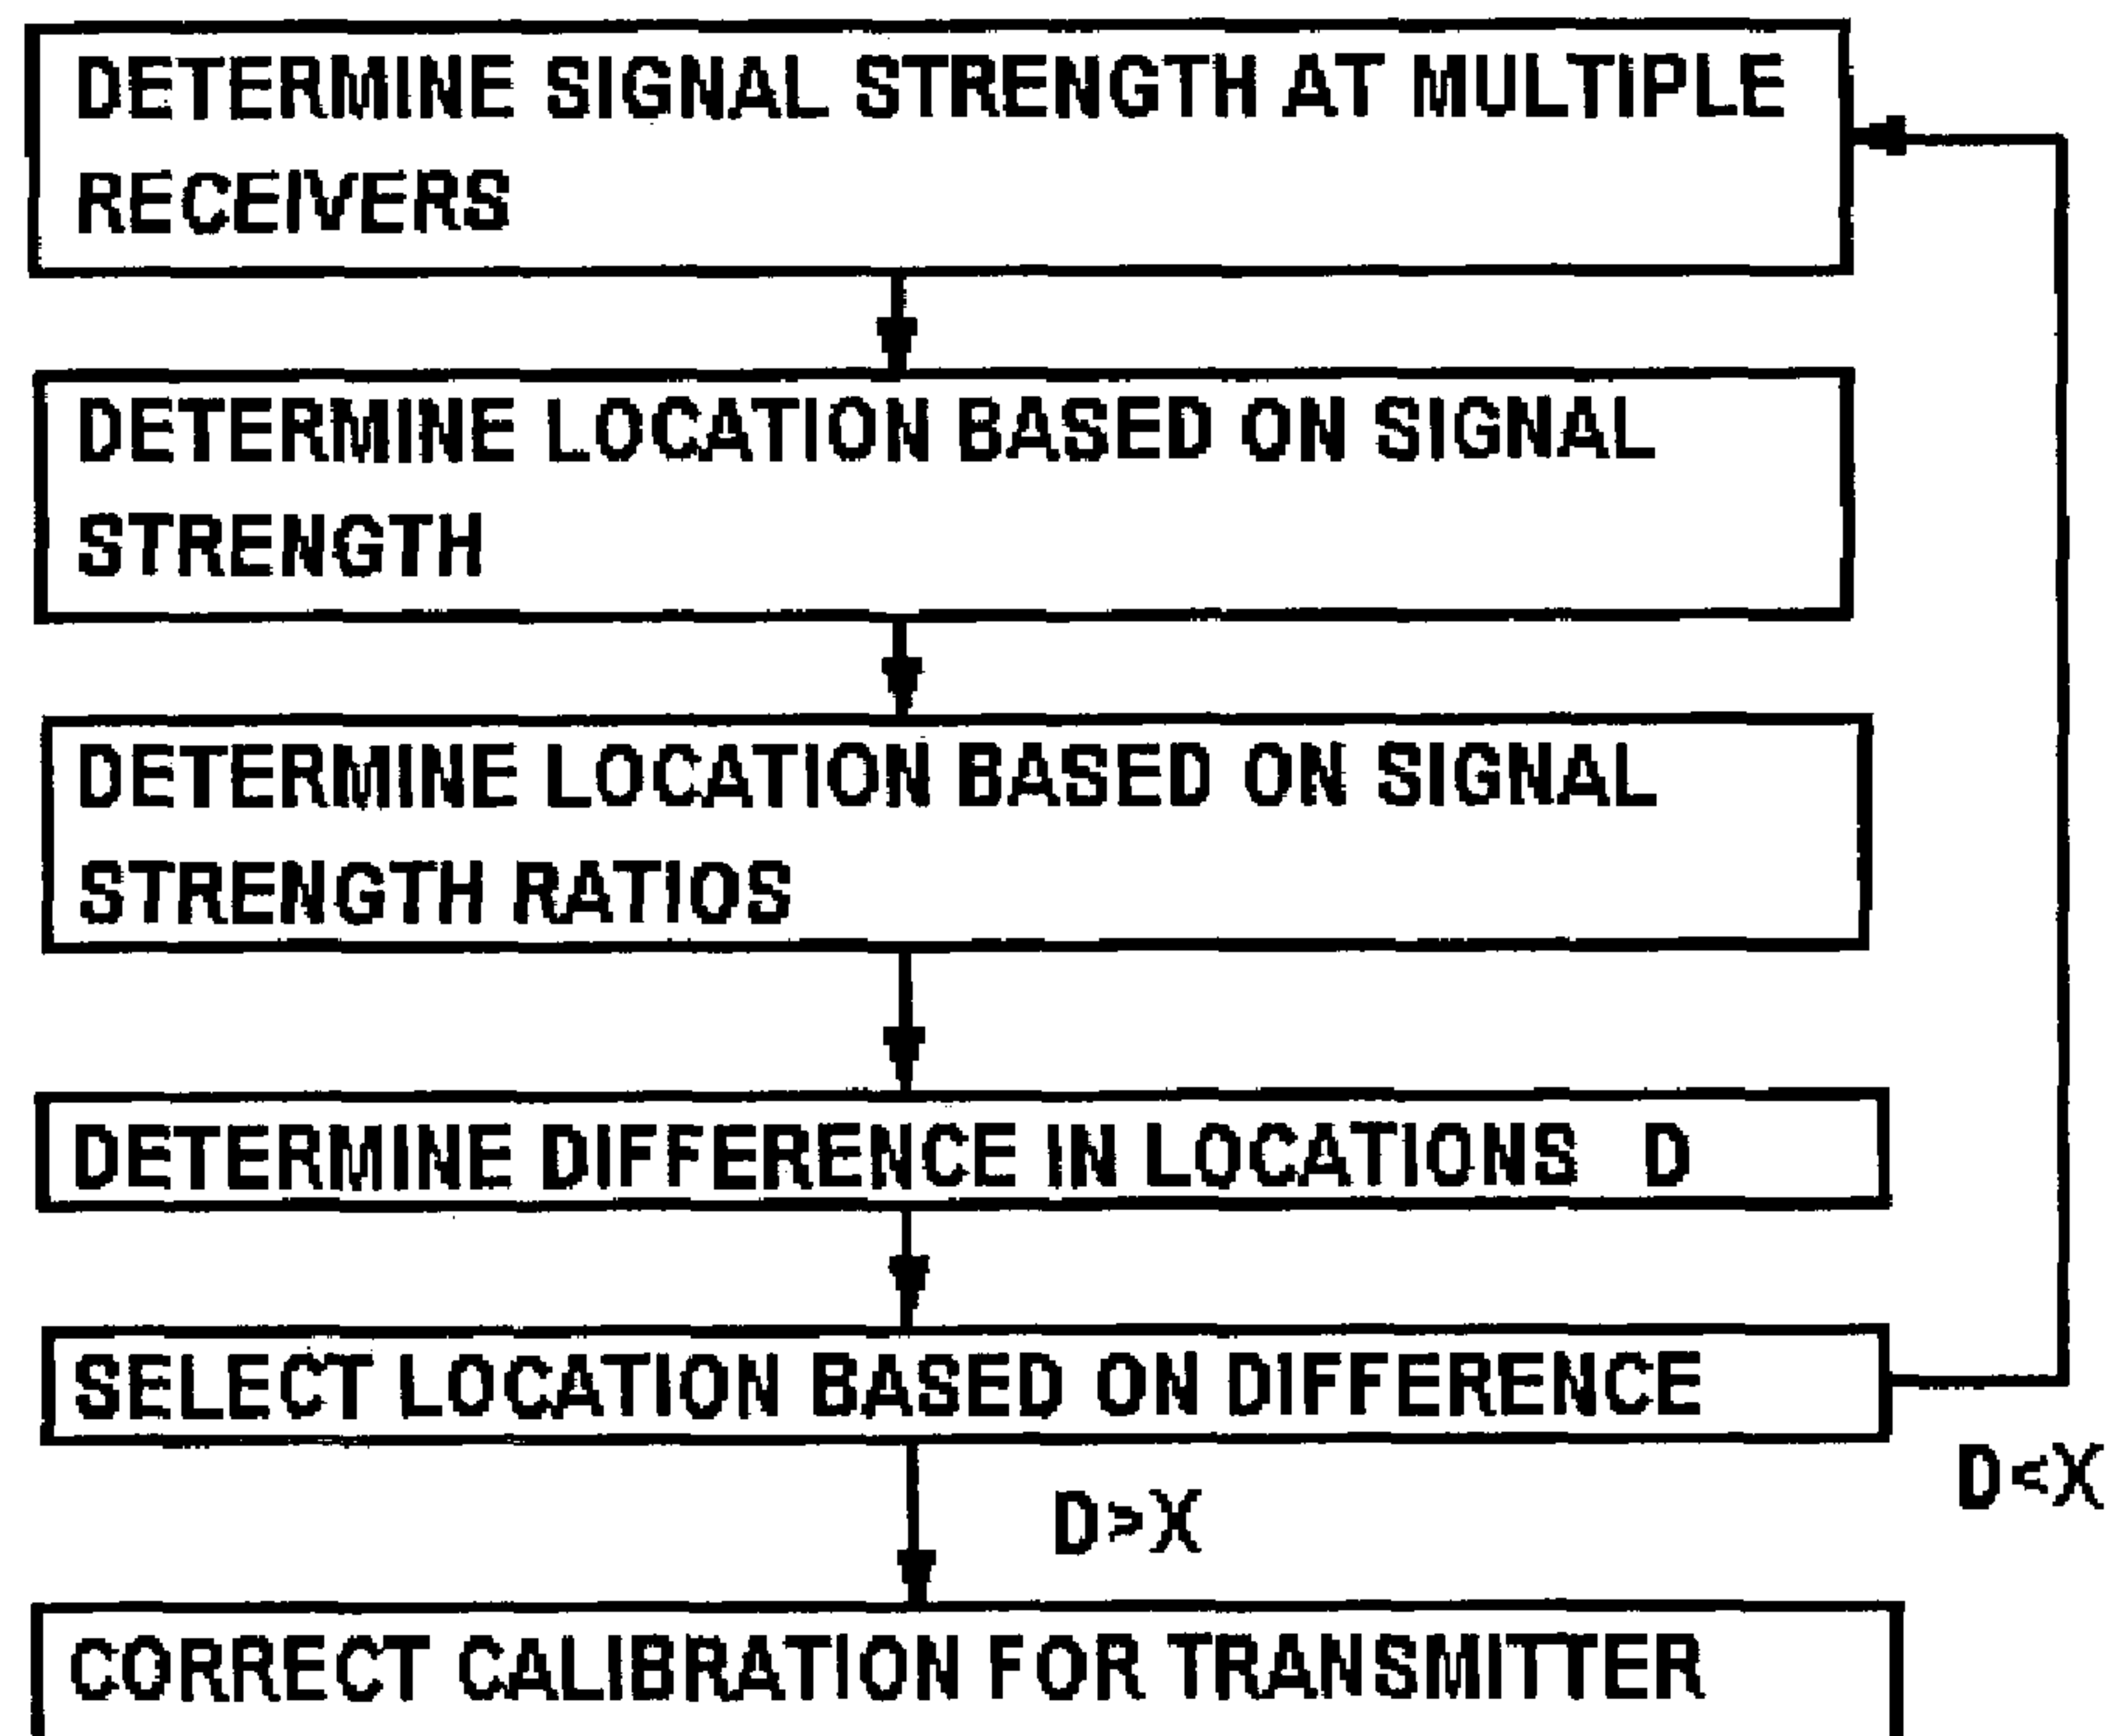 DETERMINE SIGNAL STRENGTH AT MULTIPLE
RECEIVERS
DETERMINE LOCATION BASED ON SIGNAL
STRENGTH
DETERMINE LOCATION BASED ON SIGNAL
STRENGTH RATIOS
DETERMINE DIFFERENCE IN LOCATIONS D
SELECT LOCATION BASED ON DIFFERENCE
D<X
D>X
CORRECT CALIBRATION FOR TRANSMITTER